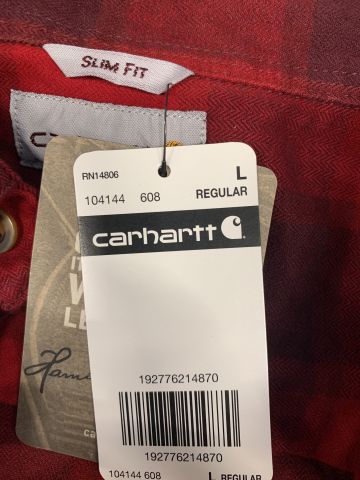 SLIM FIT
RN14806 L
104144 608 REGULAR
carhartt
192776214870
192776214870
104144 608 L REGULAR